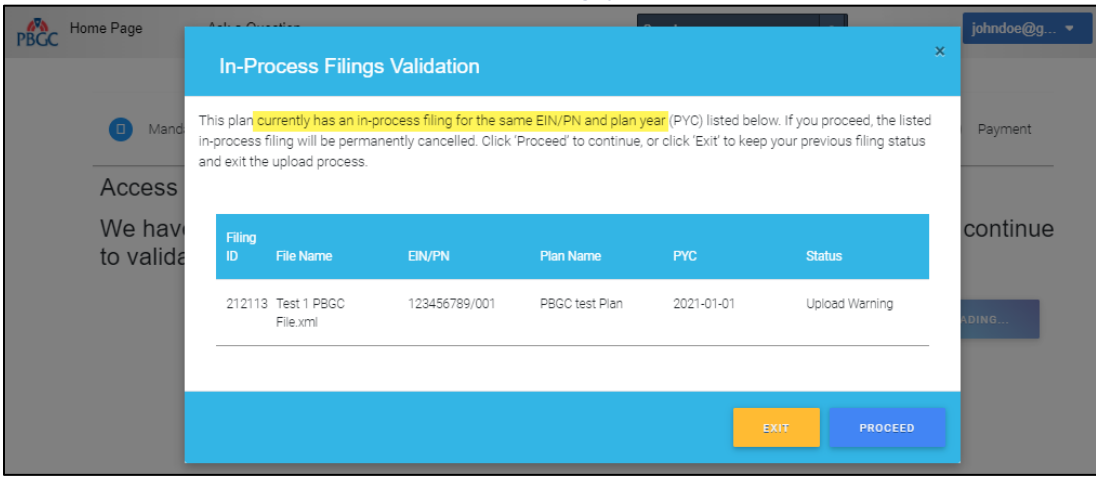 PBGC
Home Page
johndoe@g...
In-Process Filings Validation
×
This plan currently has an in-process filing for the same EIN/PN and plan year (PYC) listed below. If you proceed, the listed
in-process filing will be permanently cancelled. Click 'Proceed' to continue, or click 'Exit' to keep your previous filing status
and exit the upload process.
Mand
Payment
Access
We hav
continue
to valida
Filing
ID File Name EIN/PN Plan Name PYC Status
212113 Test 1 PBGC 123456789/001 PBGC test Plan 2021-01-01 Upload Warning
File.xml
ADING...
EXIT PROCEED